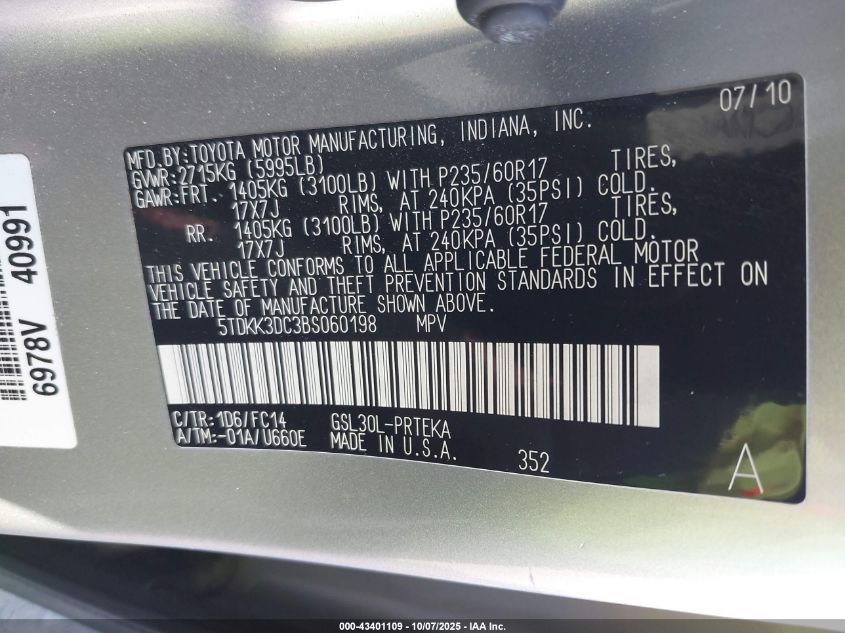 07/10
MFD.BY:TOYOTA MOTOR MANUFACTURING, INDIANA, INC.
GVWR:2715KG (5995LB)
GAWR:FRT. 1405KG (3100LB) WITH P235/60R17 TIRES,
17X7J RIMS, AT 240KPA (35PSI) COLD.
RR. 1405KG (3100LB) WITH P235/60R17 TIRES,
17X7J RIMS, AT 240KPA (35PSI) COLD.
THIS VEHICLE CONFORMS TO ALL APPLICABLE FEDERAL MOTOR
VEHICLE SAFETY AND THEFT PREVENTION STANDARDS IN EFFECT ON
THE DATE OF MANUFACTURE SHOWN ABOVE.
5TDKK3DC3BS060198 MPV
C/TR:1D6/FC14 GSL30L-PRTEKA
A/TM:-01A/U660E MADE IN U.S.A.
352
A
6978V 40991
000-43401109 - 10/07/2025 - IAA Inc.